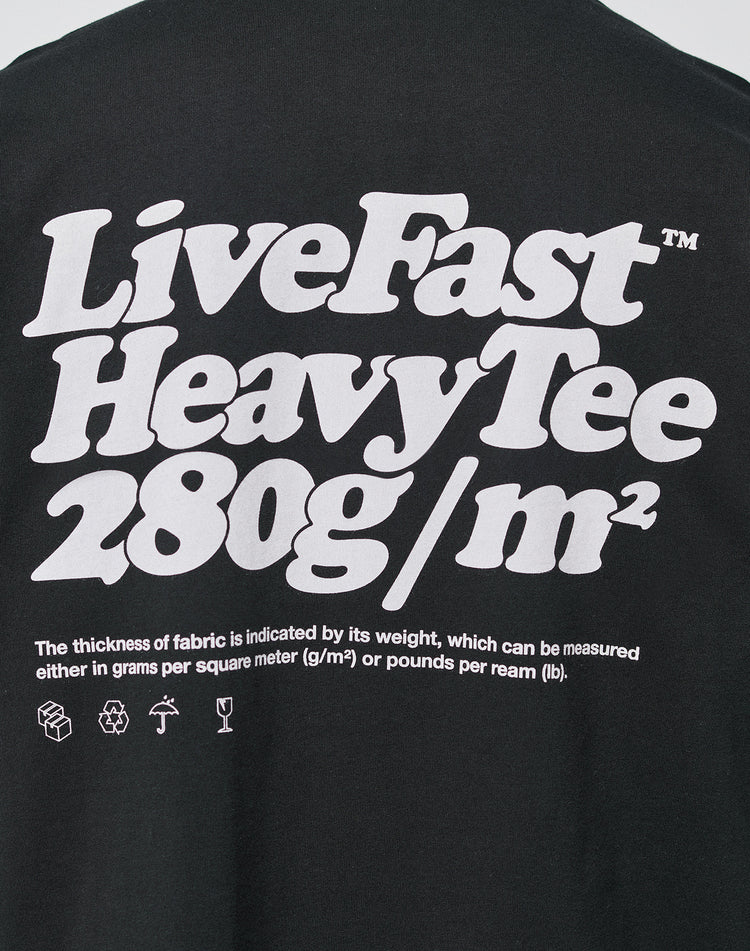 LiveFast™
HeavyTee
280g/m²
The thickness of fabric is indicated by its weight, which can be measured
either in grams per square meter (g/m²) or pounds per ream (lb).